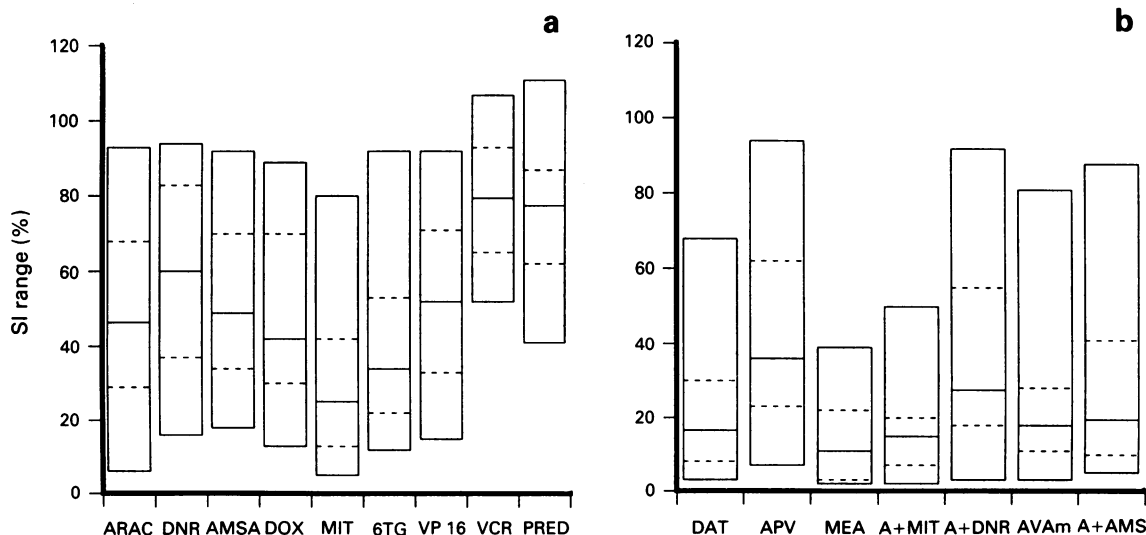 a
120
100
80
60
40
20
0
SI range (%)
ARAC DNR AMSA DOX MIT 6TG VP 16 VCR PRED
b
120
100
80
60
40
20
0
DAT APV MEA A+MIT A+DNR AVAm A+AMS